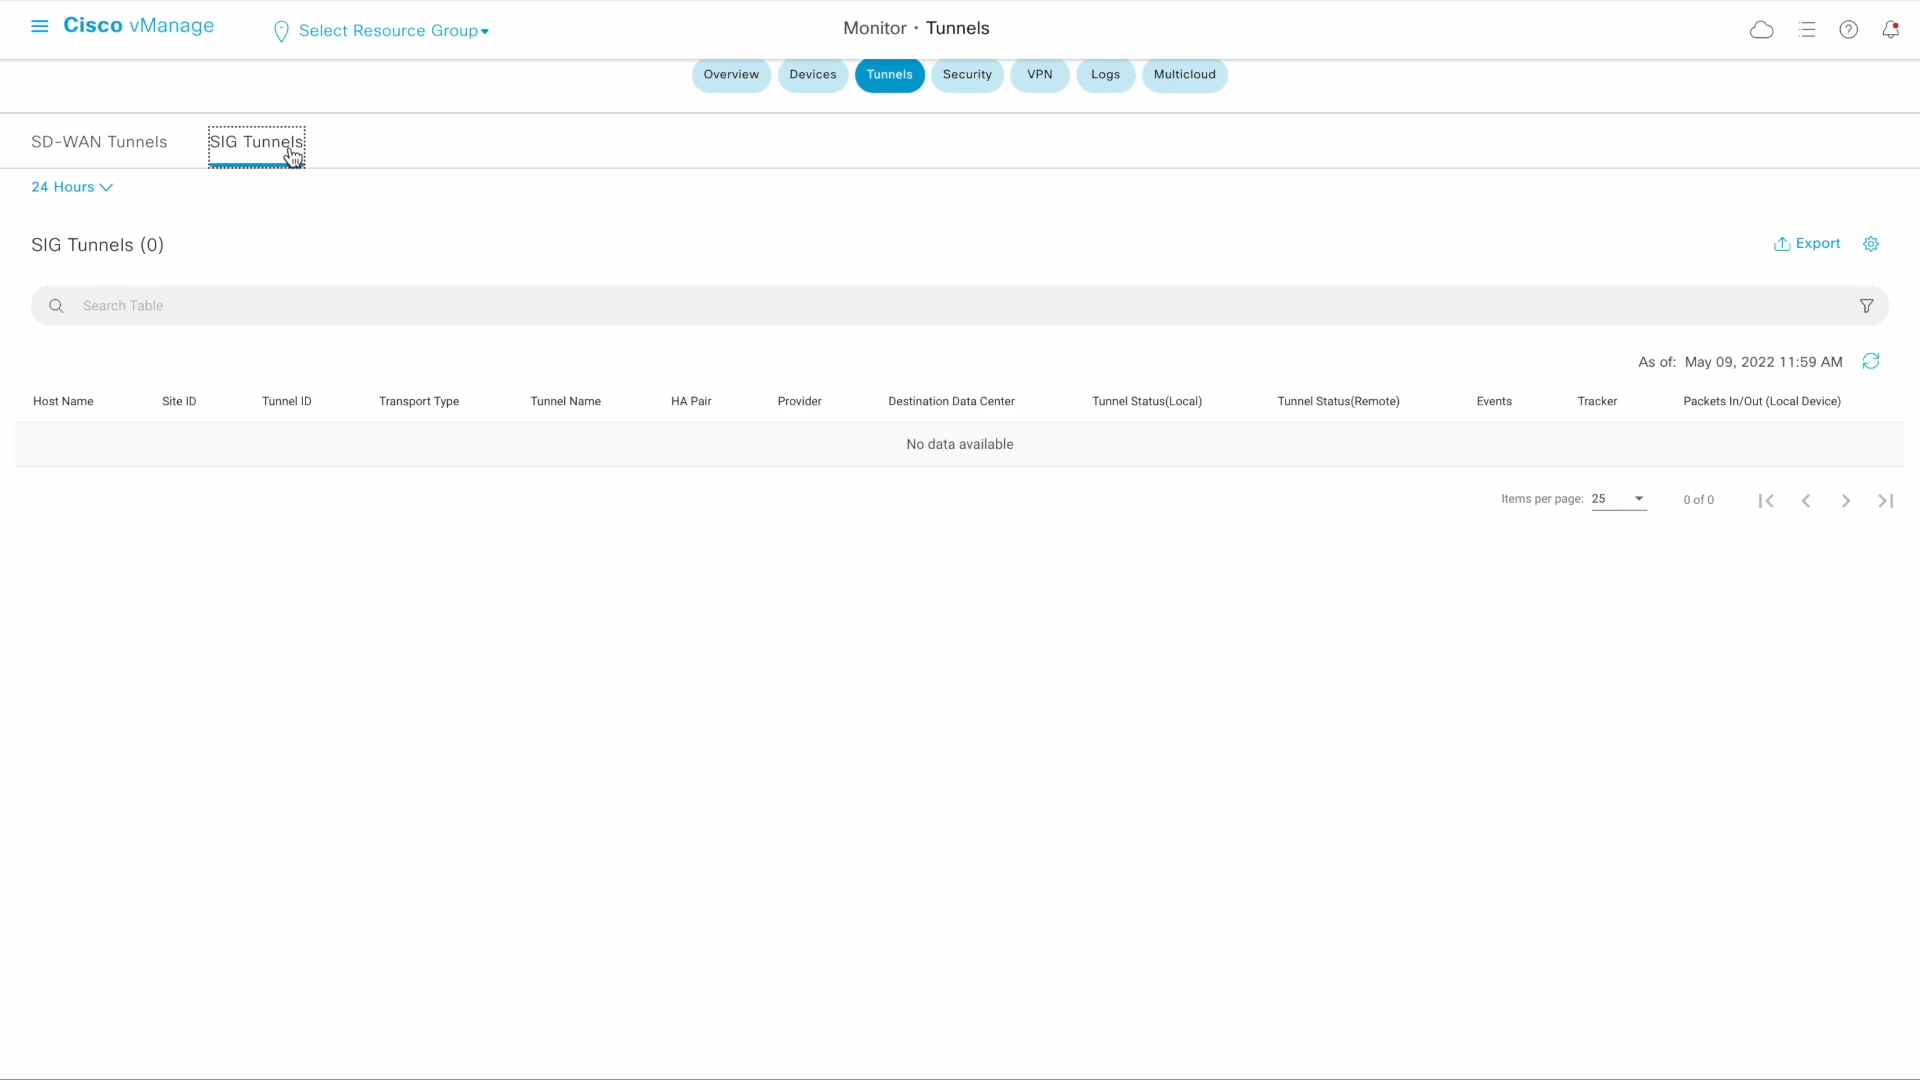 Cisco vManage
Select Resource Group
Monitor · Tunnels
Overview Devices Tunnels Security VPN Logs Multicloud
SD-WAN Tunnels SIG Tunnels
24 Hours
SIG Tunnels (0)
Export
Search Table
As of: May 09, 2022 11:59 AM
Host Name Site ID Tunnel ID Transport Type Tunnel Name HA Pair Provider Destination Data Center Tunnel Status(Local) Tunnel Status(Remote) Events Tracker Packets In/Out (Local Device)
No data available
Items per page: 25 0 of 0